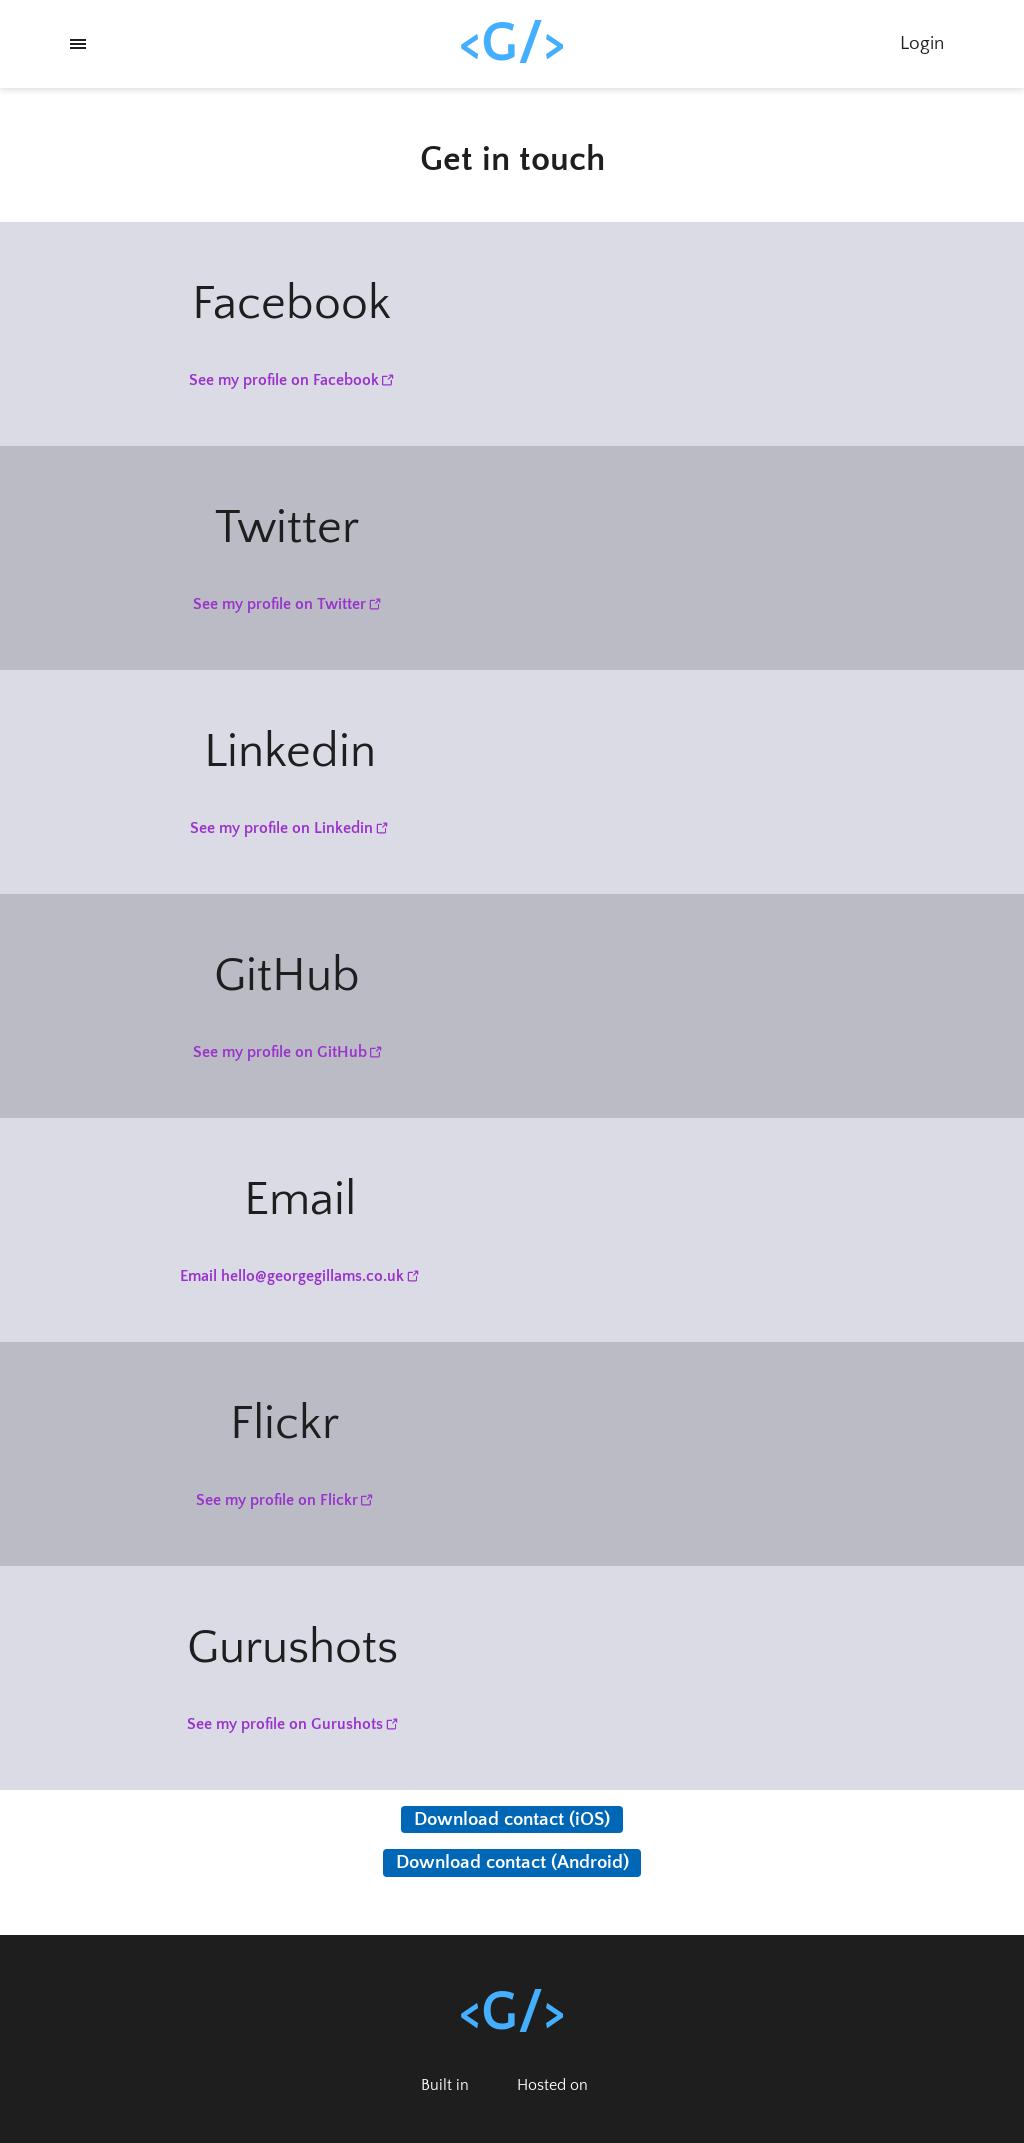 <G/>
Login
Get in touch
Facebook
See my profile on Facebook
Twitter
See my profile on Twitter
Linkedin
See my profile on Linkedin
GitHub
See my profile on GitHub
Email
Email hello@georgegillams.co.uk
Flickr
See my profile on Flickr
Gurushots
See my profile on Gurushots
Download contact (iOS)
Download contact (Android)
<G/>
Built in
Hosted on